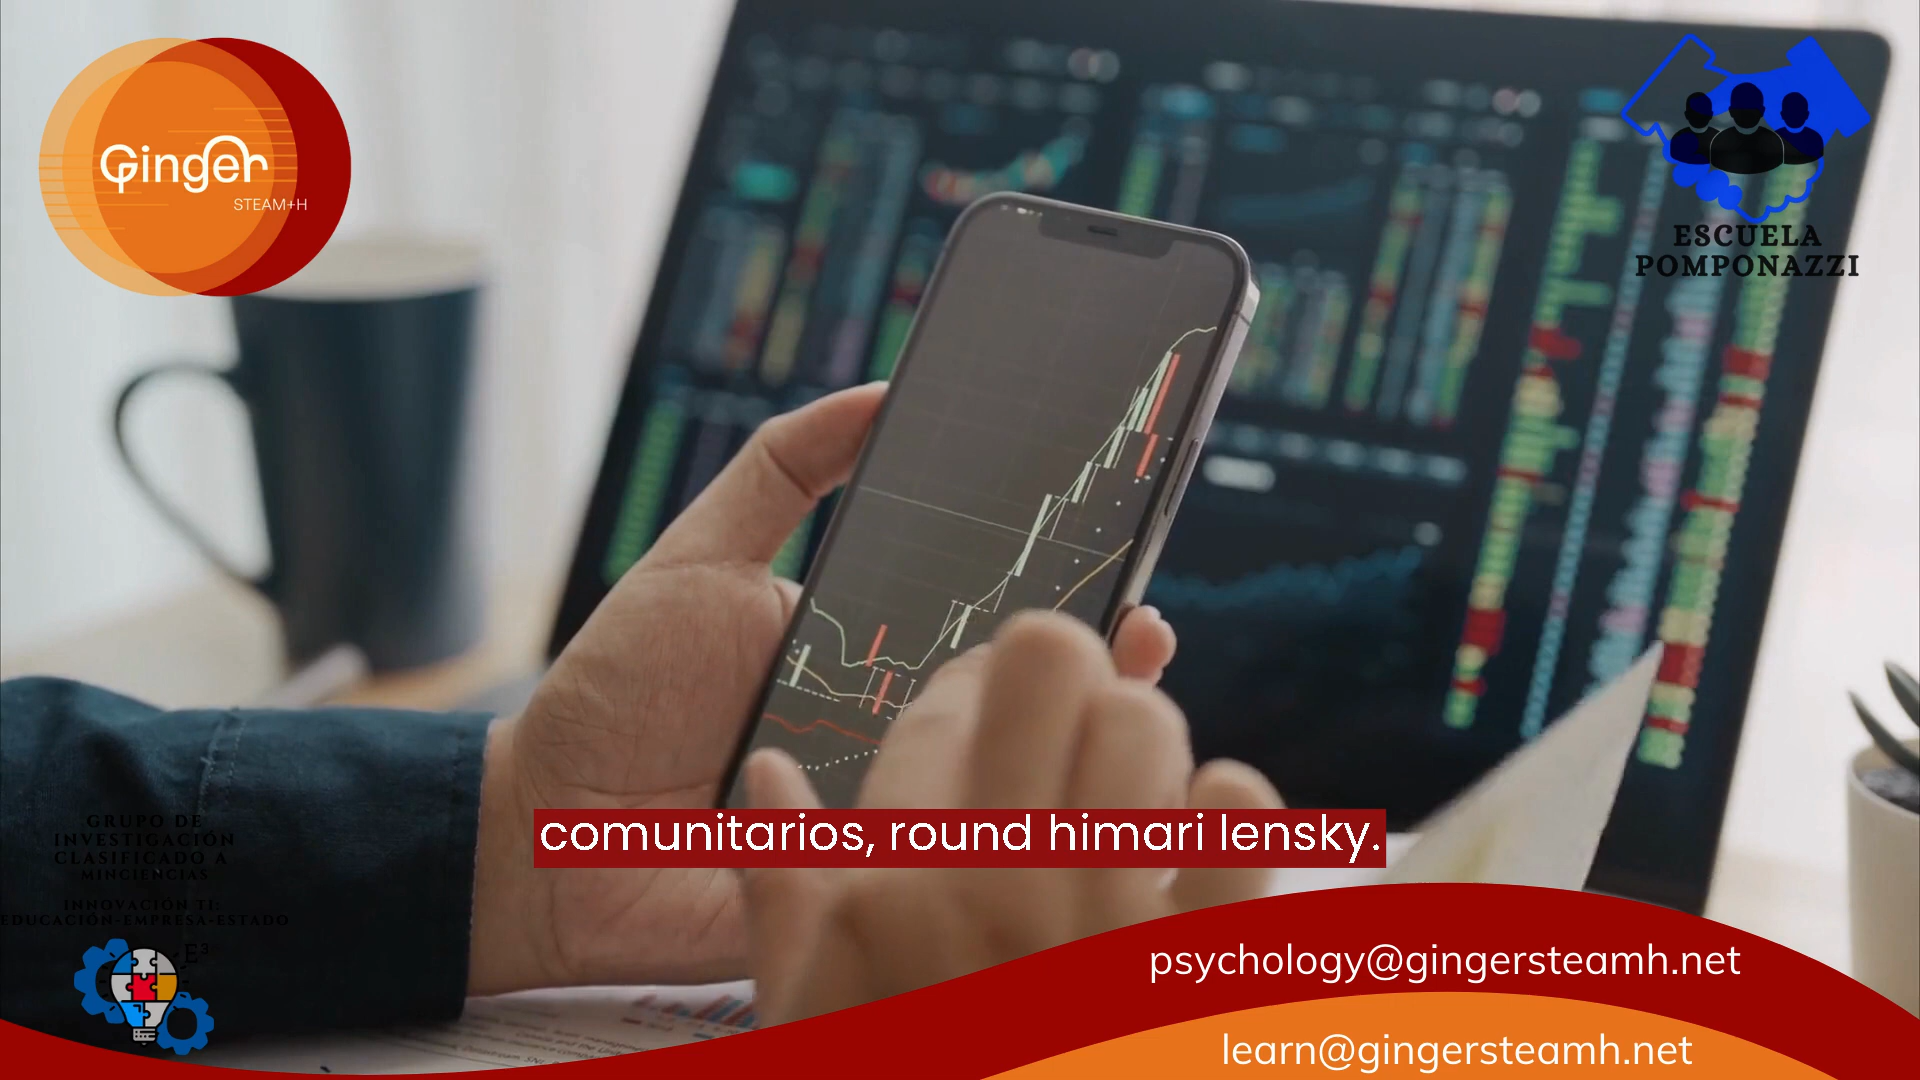 Ginger
STEAM+H
ESCUELA
POMPONAZZI
GRUPO DE
INVESTIGACIÓN
CLASIFICADO A
MINCIENCIAS
INNOVACIÓN TI:
EDUCACIÓN-EMPRESA-ESTADO
E³
comunitarios, round himari lensky.
psychology@gingersteamh.net
learn@gingersteamh.net